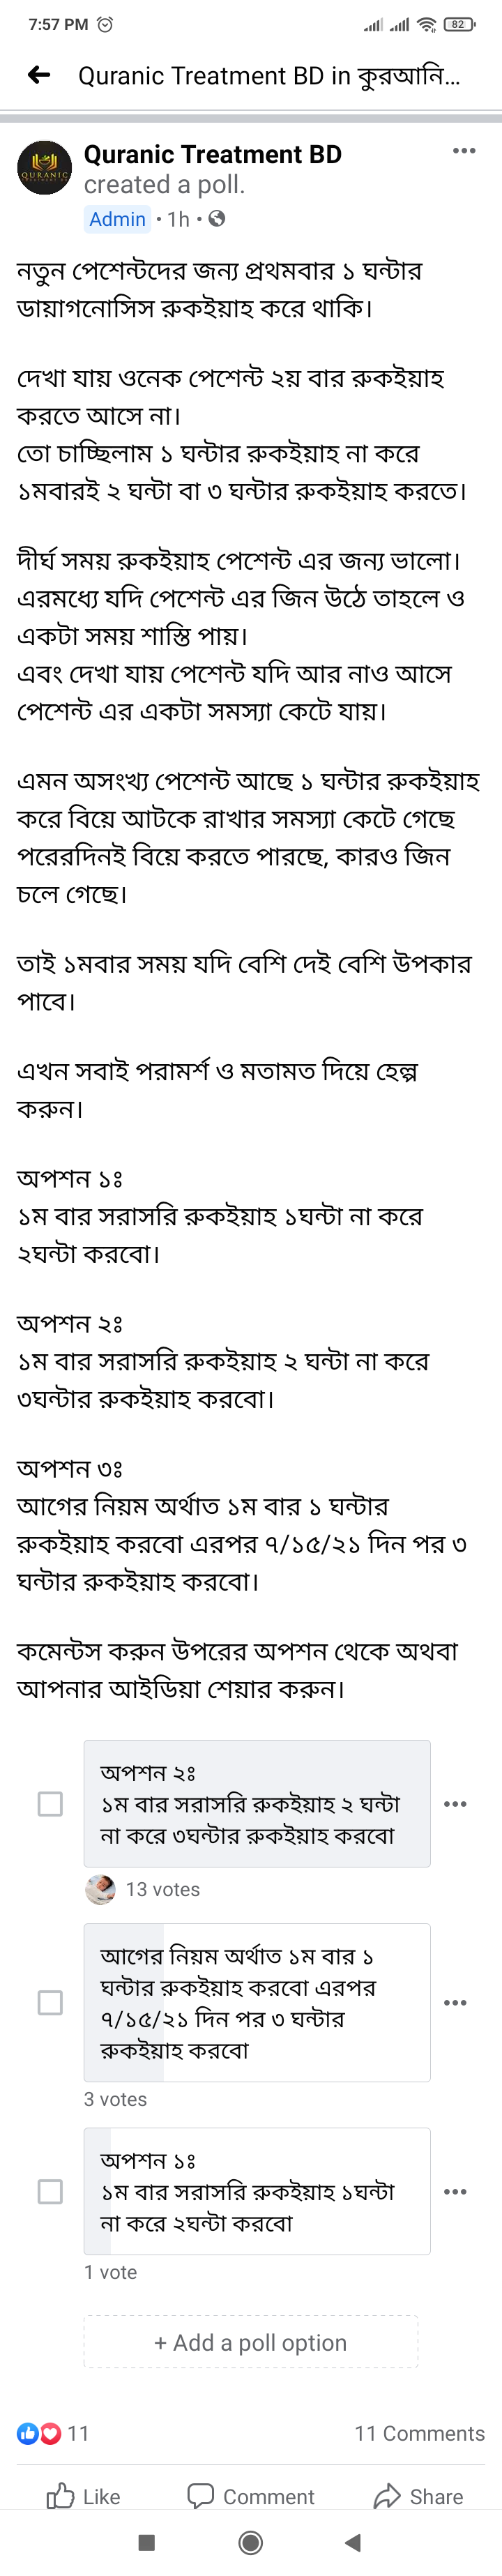 7:57 PM
82
Quranic Treatment BD in কুরআনি...
QURANIC
Quranic Treatment BD
created a poll.
Admin • 1h •
নতুন পেশেন্টদের জন্য প্রথমবার ১ ঘন্টার
ডায়াগনোসিস রুকইয়াহ করে থাকি।
দেখা যায় ওনেক পেশেন্ট ২য় বার রুকইয়াহ
করতে আসে না।
তো চাচ্ছিলাম ১ ঘন্টার রুকইয়াহ না করে
১মবারই ২ ঘন্টা বা ৩ ঘন্টার রুকইয়াহ করতে।
দীর্ঘ সময় রুকইয়াহ পেশেন্ট এর জন্য ভালো।
এরমধ্যে যদি পেশেন্ট এর জিন উঠে তাহলে ও
একটা সময় শাস্তি পায়।
এবং দেখা যায় পেশেন্ট যদি আর নাও আসে
পেশেন্ট এর একটা সমস্যা কেটে যায়।
এমন অসংখ্য পেশেন্ট আছে ১ ঘন্টার রুকইয়াহ
করে বিয়ে আটকে রাখার সমস্যা কেটে গেছে
পরেরদিনই বিয়ে করতে পারছে, কারও জিন
চলে গেছে।
তাই ১মবার সময় যদি বেশি দেই বেশি উপকার
পাবে।
এখন সবাই পরামর্শ ও মতামত দিয়ে হেল্প
করুন।
অপশন ১ঃ
১ম বার সরাসরি রুকইয়াহ ১ঘন্টা না করে
২ঘন্টা করবো।
অপশন ২ঃ
১ম বার সরাসরি রুকইয়াহ ২ ঘন্টা না করে
৩ঘন্টার রুকইয়াহ করবো।
অপশন ৩ঃ
আগের নিয়ম অর্থাত ১ম বার ১ ঘন্টার
রুকইয়াহ করবো এরপর ৭/১৫/২১ দিন পর ৩
ঘন্টার রুকইয়াহ করবো।
কমেন্টস করুন উপরের অপশন থেকে অথবা
আপনার আইডিয়া শেয়ার করুন।
অপশন ২ঃ
১ম বার সরাসরি রুকইয়াহ ২ ঘন্টা
না করে ৩ঘন্টার রুকইয়াহ করবো
13 votes
আগের নিয়ম অর্থাত ১ম বার ১
ঘন্টার রুকইয়াহ করবো এরপর
৭/১৫/২১ দিন পর ৩ ঘন্টার
রুকইয়াহ করবো
3 votes
অপশন ১ঃ
১ম বার সরাসরি রুকইয়াহ ১ঘন্টা
না করে ২ঘন্টা করবো
1 vote
+ Add a poll option
11
11 Comments
Like
Comment
Share